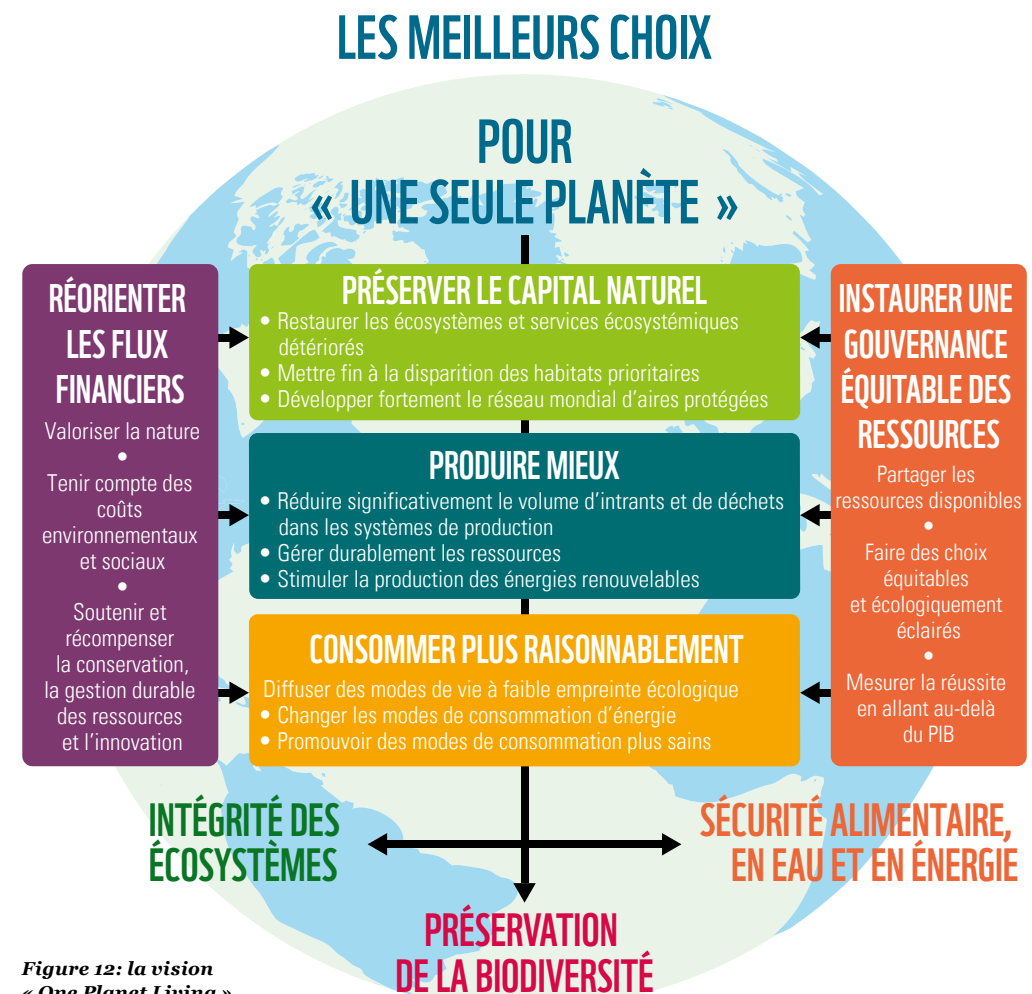 LES MEILLEURS CHOIX
POUR
« UNE SEULE PLANÈTE »
RÉORIENTER
LES FLUX
FINANCIERS
Valoriser la nature
•
Tenir compte des
coûts
environnementaux
et sociaux
•
Soutenir et
récompenser
la conservation,
la gestion durable
des ressources
et l'innovation
PRÉSERVER LE CAPITAL NATUREL
• Restaurer les écosystèmes et services écosystémiques
détériorés
• Mettre fin à la disparition des habitats prioritaires
• Développer fortement le réseau mondial d'aires protégées
PRODUIRE MIEUX
• Réduire significativement le volume d'intrants et de déchets
dans les systèmes de production
• Gérer durablement les ressources
• Stimuler la production des énergies renouvelables
CONSOMMER PLUS RAISONNABLEMENT
Diffuser des modes de vie à faible empreinte écologique
• Changer les modes de consommation d'énergie
• Promouvoir des modes de consommation plus sains
INSTAURER UNE
GOUVERNANCE
ÉQUITABLE DES
RESSOURCES
Partager les
ressources disponibles
•
Faire des choix
équitables
et écologiquement
éclairés
•
Mesurer la réussite
en allant au-delà
du PIB
INTÉGRITÉ DES
ÉCOSYSTÈMES
SÉCURITÉ ALIMENTAIRE,
EN EAU ET EN ÉNERGIE
PRÉSERVATION
DE LA BIODIVERSITÉ
Figure 12: la vision
« One Planet Living »